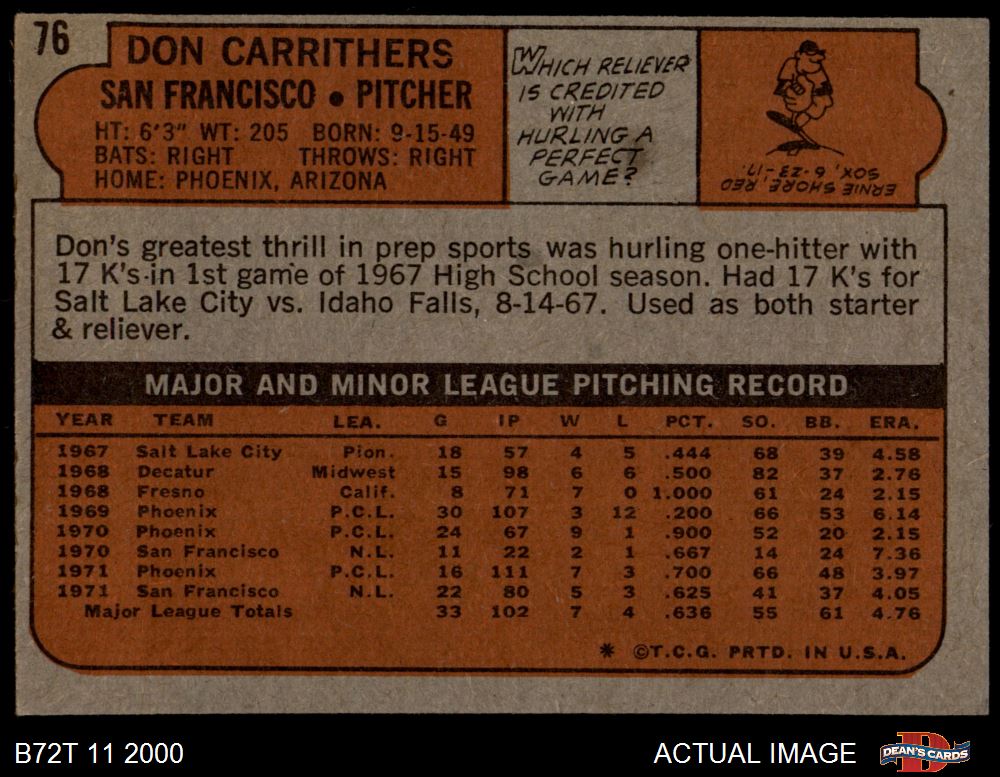 76
DON CARRITHERS
SAN FRANCISCO • PITCHER
HT: 6'3" WT: 205 BORN: 9-15-49
BATS: RIGHT THROWS: RIGHT
HOME: PHOENIX, ARIZONA
WHICH RELIEVER
IS CREDITED
WITH
HURLING A
PERFECT
GAME?
ERNIE SHORE, RED
SOX, 6-23-17.
Don's greatest thrill in prep sports was hurling one-hitter with
17 K's in 1st game of 1967 High School season. Had 17 K's for
Salt Lake City vs. Idaho Falls, 8-14-67. Used as both starter
& reliever.
MAJOR AND MINOR LEAGUE PITCHING RECORD
YEAR TEAM LEA. G IP W L PCT. SO. BB. ERA.
1967 Salt Lake City Pion. 18 57 4 5 .444 68 39 4.58
1968 Decatur Midwest 15 98 6 6 .500 82 37 2.76
1968 Fresno Calif. 8 71 7 0 1.000 61 24 2.15
1969 Phoenix P.C.L. 30 107 3 12 .200 66 53 6.14
1970 Phoenix P.C.L. 24 67 9 1 .900 52 20 2.15
1970 San Francisco N.L. 11 22 2 1 .667 14 24 7.36
1971 Phoenix P.C.L. 16 111 7 3 .700 66 48 3.97
1971 San Francisco N.L. 22 80 5 3 .625 41 37 4.05
Major League Totals 33 102 7 4 .636 55 61 4.76
* ©T.C.G. PRTD. IN U.S.A.
B72T 11 2000
ACTUAL IMAGE
DEAN'S CARDS